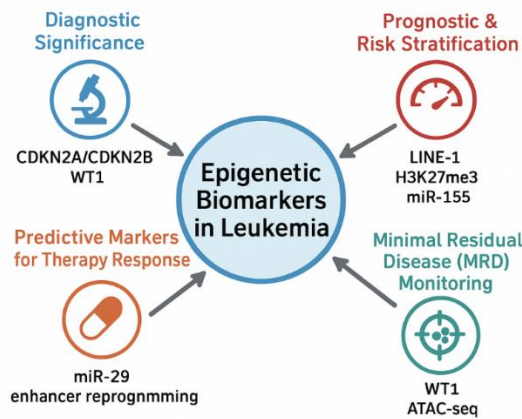 Diagnostic
Significance
CDKN2A/CDKN2B
WT1
Prognostic &
Risk Stratification
LINE-1
H3K27me3
miR-155
Epigenetic
Biomarkers
in Leukemia
Predictive Markers
for Therapy Response
miR-29
enhancer reprognmming
Minimal Residual
Disease (MRD)
Monitoring
WT1
ATAC-seq